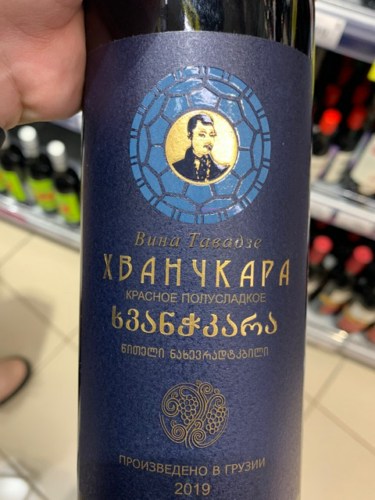 Вина Тавадзе
ХВАНЧКАРА
КРАСНОЕ ПОЛУСЛАДКОЕ
ხვანჭკარა
წითელი ნახევრადტკბილი
ПРОИЗВЕДЕНО В ГРУЗИИ
2019